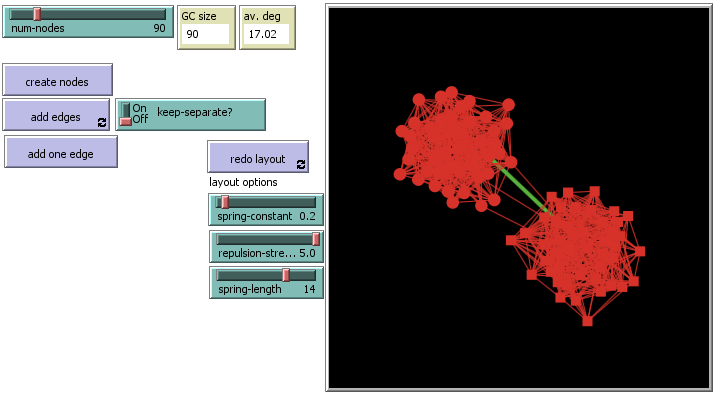 num-nodes 90
GC size
90
av. deg
17.02
create nodes
add edges
On
Off
keep-separate?
add one edge
redo layout
layout options
spring-constant 0.2
repulsion-stre... 5.0
spring-length 14